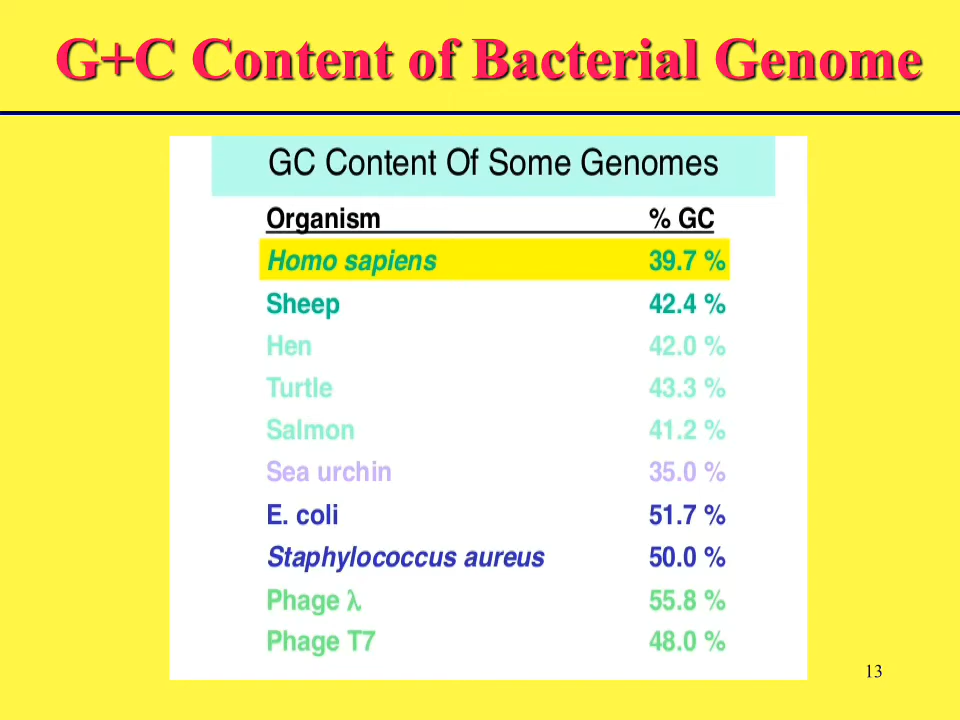 G+C Content of Bacterial Genome
GC Content Of Some Genomes
Organism % GC
Homo sapiens 39.7 %
Sheep 42.4 %
Hen 42.0 %
Turtle 43.3 %
Salmon 41.2 %
Sea urchin 35.0 %
E. coli 51.7 %
Staphylococcus aureus 50.0 %
Phage λ 55.8 %
Phage T7 48.0 %
13